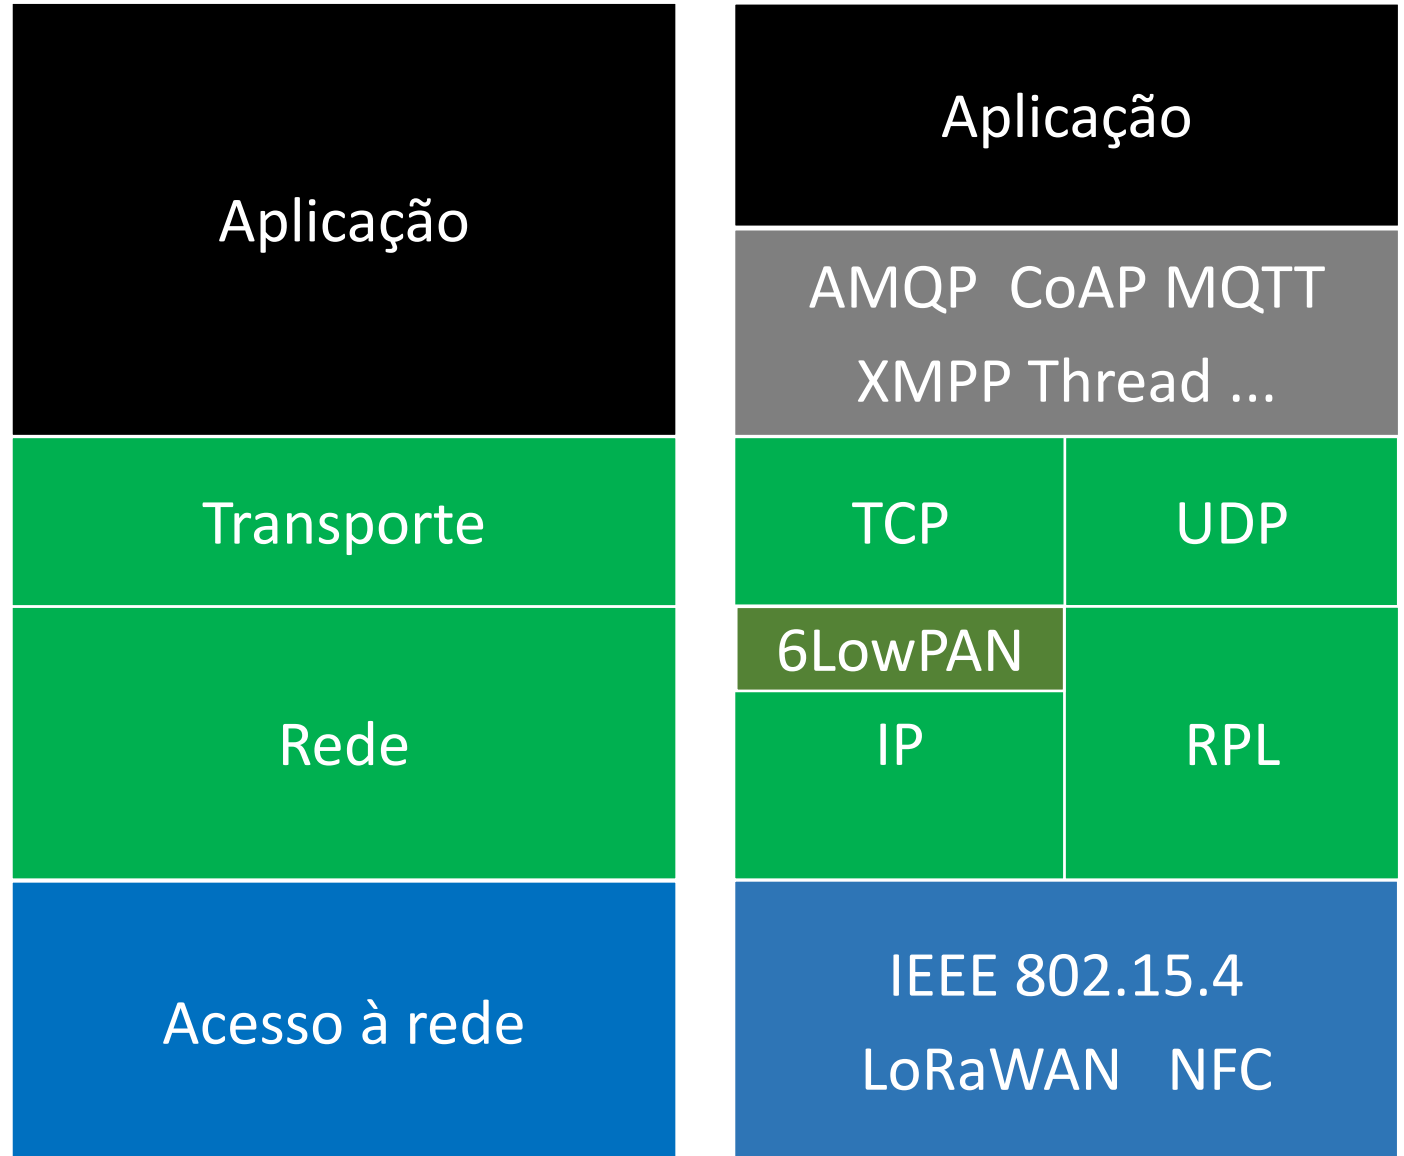 Aplicação
Transporte
Rede
Acesso à rede
Aplicação
AMQP CoAP MQTT
XMPP Thread ...
TCP
UDP
6LowPAN
IP
RPL
IEEE 802.15.4
LoRaWAN NFC